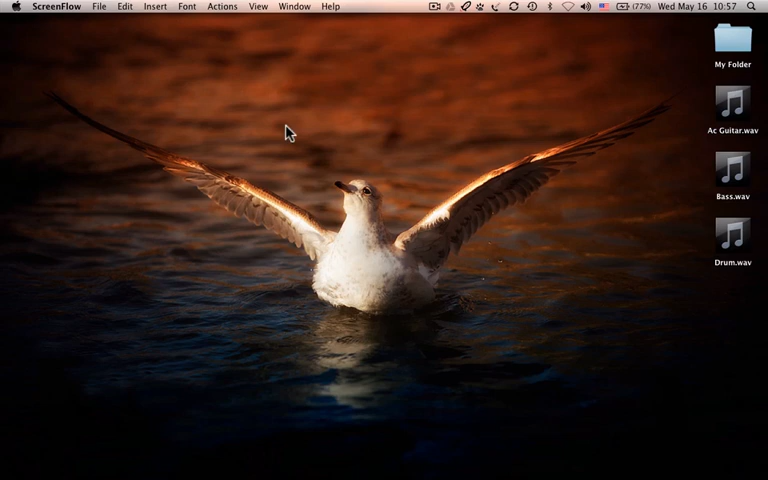 ScreenFlow File Edit Insert Font Actions View Window Help (77%) Wed May 16 10:57
My Folder
Ac Guitar.wav
Bass.wav
Drum.wav